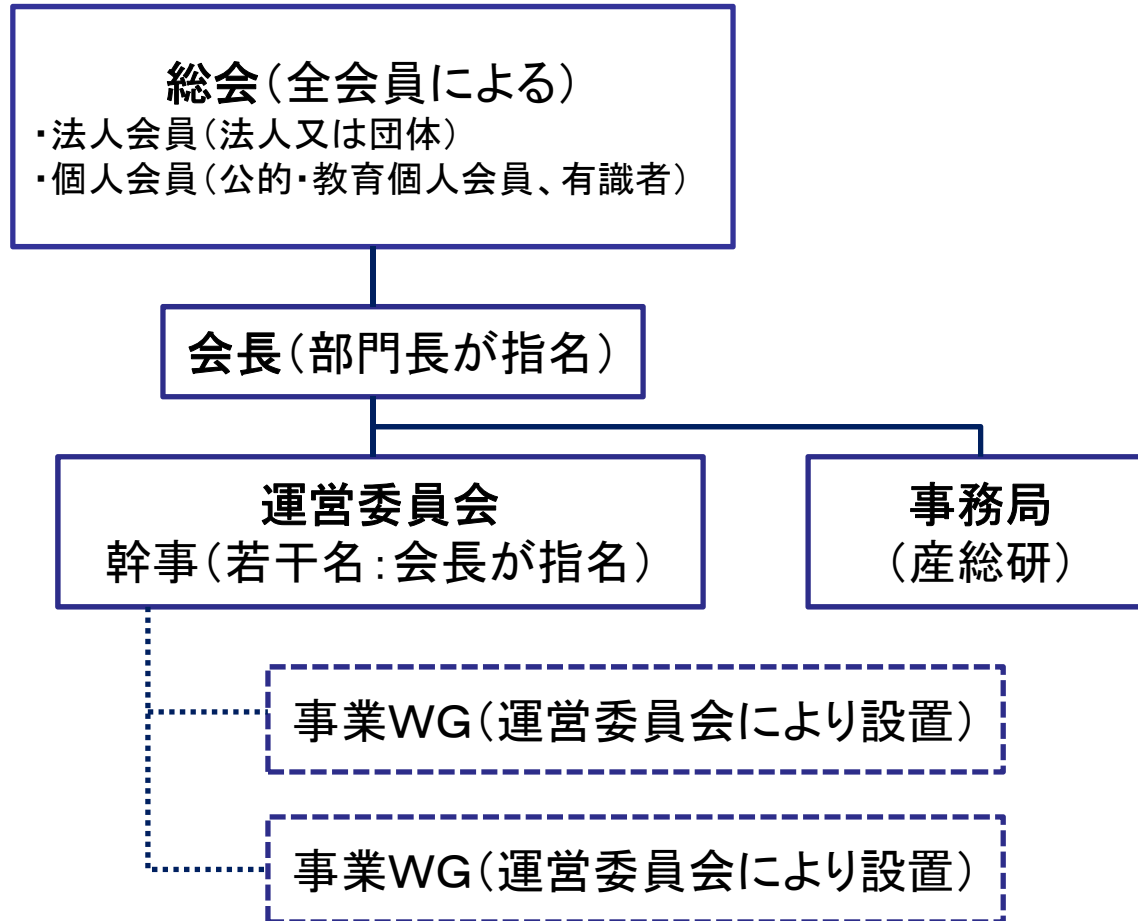 総会（全会員による）
・法人会員（法人又は団体）
・個人会員（公的・教育個人会員、有識者）
会長（部門長が指名）
運営委員会
幹事（若干名：会長が指名）
事務局
（産総研）
事業WG（運営委員会により設置）
事業WG（運営委員会により設置）